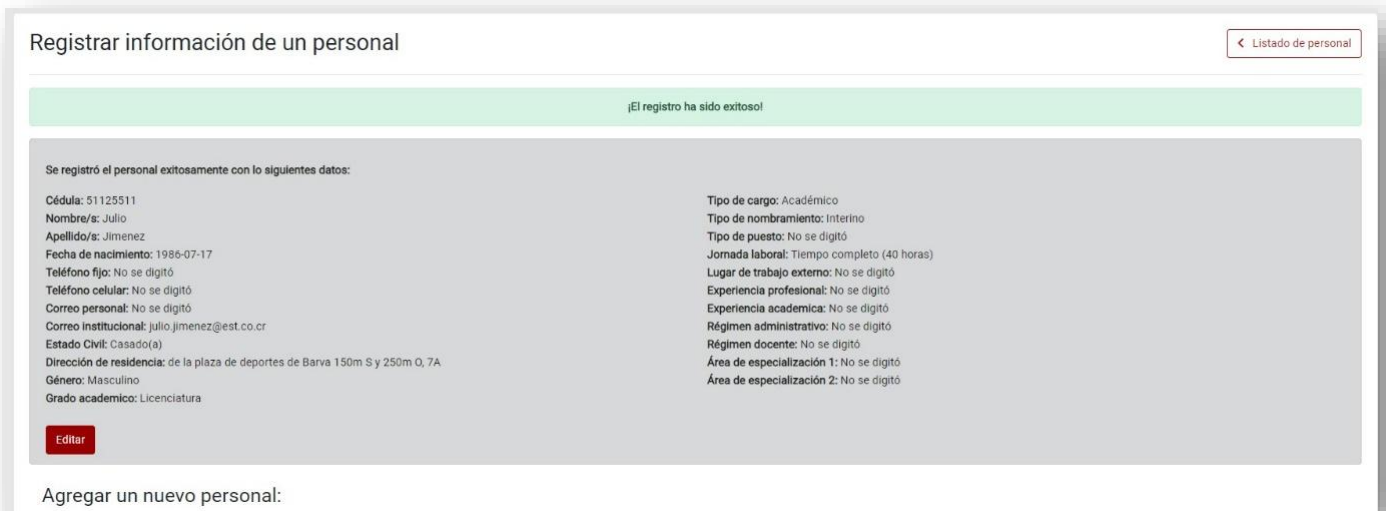 Registrar información de un personal
Listado de personal
¡El registro ha sido exitoso!
Se registró el personal exitosamente con lo siguientes datos:
Cédula: 51125511
Nombre/s: Julio
Apellido/s: Jimenez
Fecha de nacimiento: 1986-07-17
Teléfono fijo: No se digitó
Teléfono celular: No se digitó
Correo personal: No se digitó
Correo institucional: julio.jimenez@est.co.cr
Estado Civil: Casado(a)
Dirección de residencia: de la plaza de deportes de Barva 150m S y 250m O, 7A
Género: Masculino
Grado academico: Licenciatura
Tipo de cargo: Académico
Tipo de nombramiento: Interino
Tipo de puesto: No se digitó
Jornada laboral: Tiempo completo (40 horas)
Lugar de trabajo externo: No se digitó
Experiencia profesional: No se digitó
Experiencia academica: No se digitó
Régimen administrativo: No se digitó
Régimen docente: No se digitó
Área de especialización 1: No se digitó
Área de especialización 2: No se digitó
Editar
Agregar un nuevo personal: